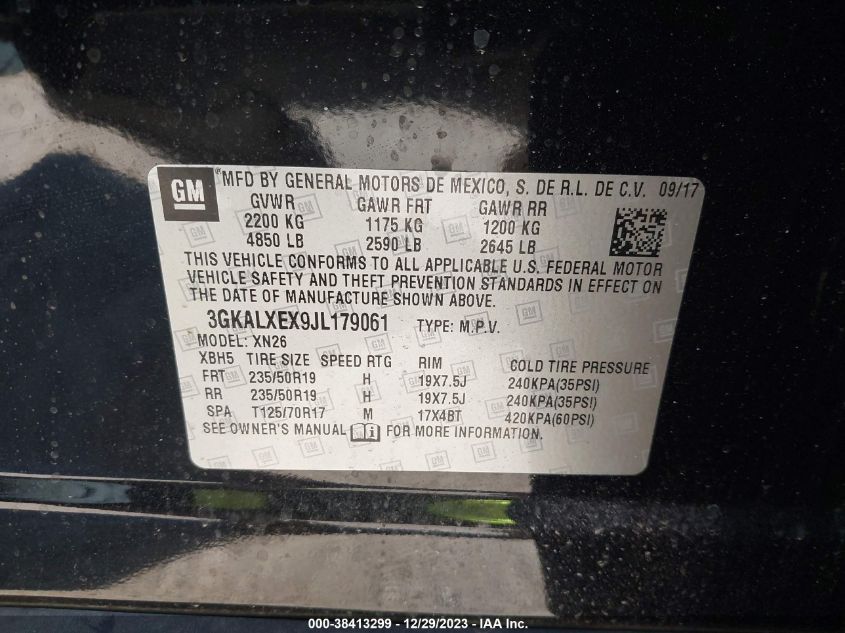 GM
MFD BY GENERAL MOTORS DE MEXICO, S. DE R.L. DE C.V. 09/17
GVWR GAWR FRT GAWR RR
2200 KG 1175 KG 1200 KG
4850 LB 2590 LB 2645 LB
THIS VEHICLE CONFORMS TO ALL APPLICABLE U.S. FEDERAL MOTOR
VEHICLE SAFETY AND THEFT PREVENTION STANDARDS IN EFFECT ON
THE DATE OF MANUFACTURE SHOWN ABOVE.
3GKALXEX9JL179061 TYPE: M.P.V.
MODEL: XN26
XBH5 TIRE SIZE SPEED RTG RIM COLD TIRE PRESSURE
FRT 235/50R19 H 19X7.5J 240KPA(35PSI)
RR 235/50R19 H 19X7.5J 240KPA(35PSI)
SPA T125/70R17 M 17X4BT 420KPA(60PSI)
SEE OWNER'S MANUAL FOR MORE INFORMATION.
000-38413299 - 12/29/2023 - IAA Inc.